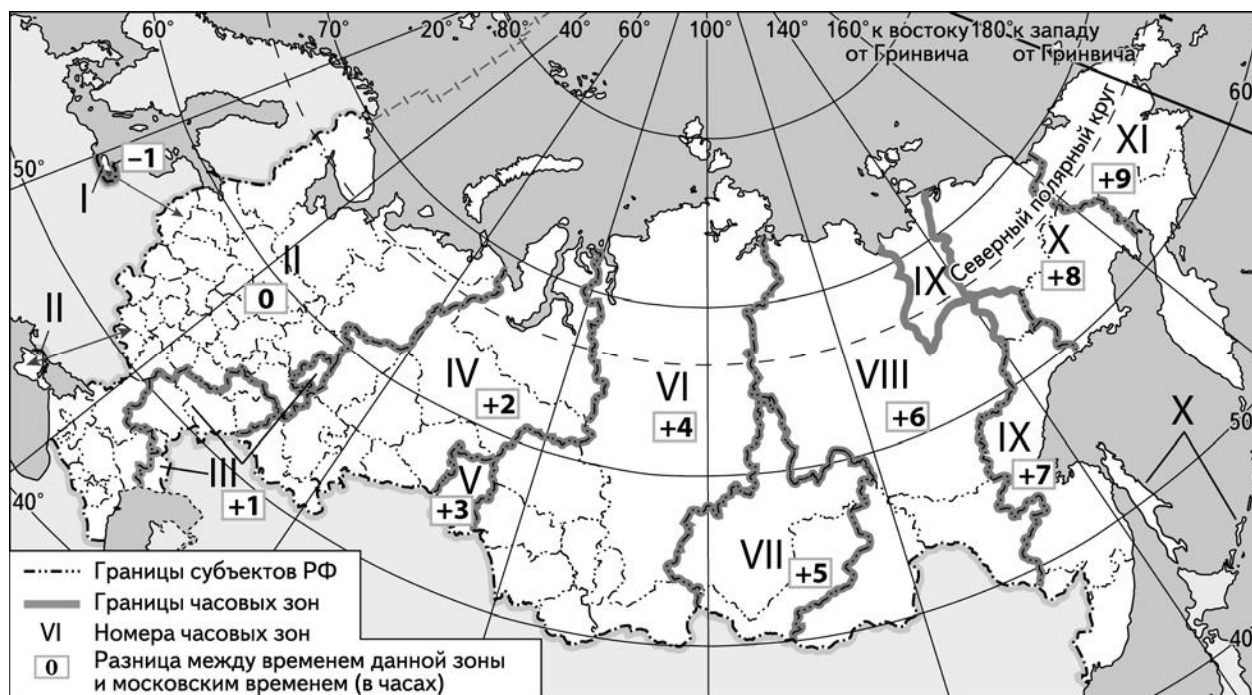 60° 70° 20° 80° 40° 60° 100° 140° 160° к востоку 180° к западу
от Гринвича от Гринвича
60°
50°
−1
I
XI
+9
Северный полярный круг
X
+8
II
0
IX
II
IV
+2
VI
+4
VIII
+6
X
50°
IX
+7
III
+1
V
+3
VII
+5
40°
40°
Границы субъектов РФ
Границы часовых зон
VI Номера часовых зон
0 Разница между временем данной зоны
и московским временем (в часах)